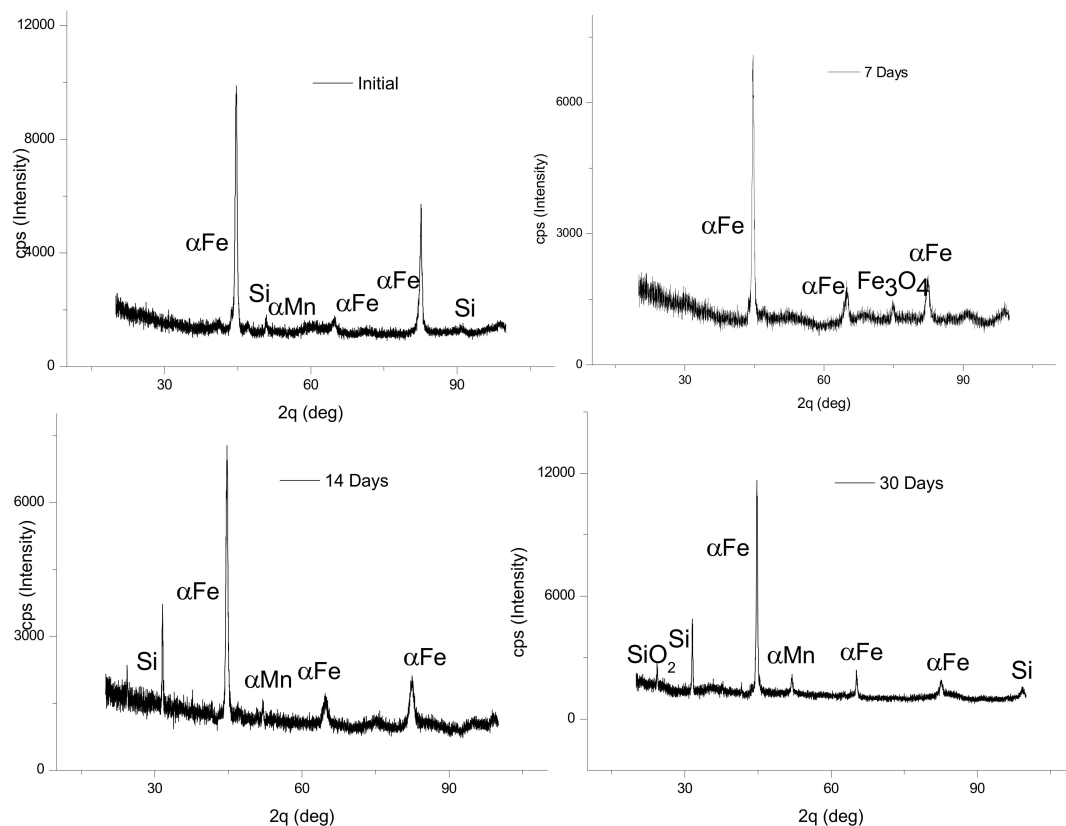 12000
8000
4000
0
cps (Intensity)
Initial
αFe
Si
αMn
αFe
αFe
Si
30
60
90
2q (deg)
6000
3000
0
cps (Intensity)
7 Days
αFe
αFe
Fe3O4
αFe
30
60
90
2q (deg)
6000
3000
0
cps (Intensity)
14 Days
Si
αFe
αMn
αFe
αFe
30
60
90
2q (deg)
12000
6000
0
cps (Intensity)
30 Days
SiO2
Si
αFe
αMn
αFe
αFe
Si
30
60
90
2q (deg)